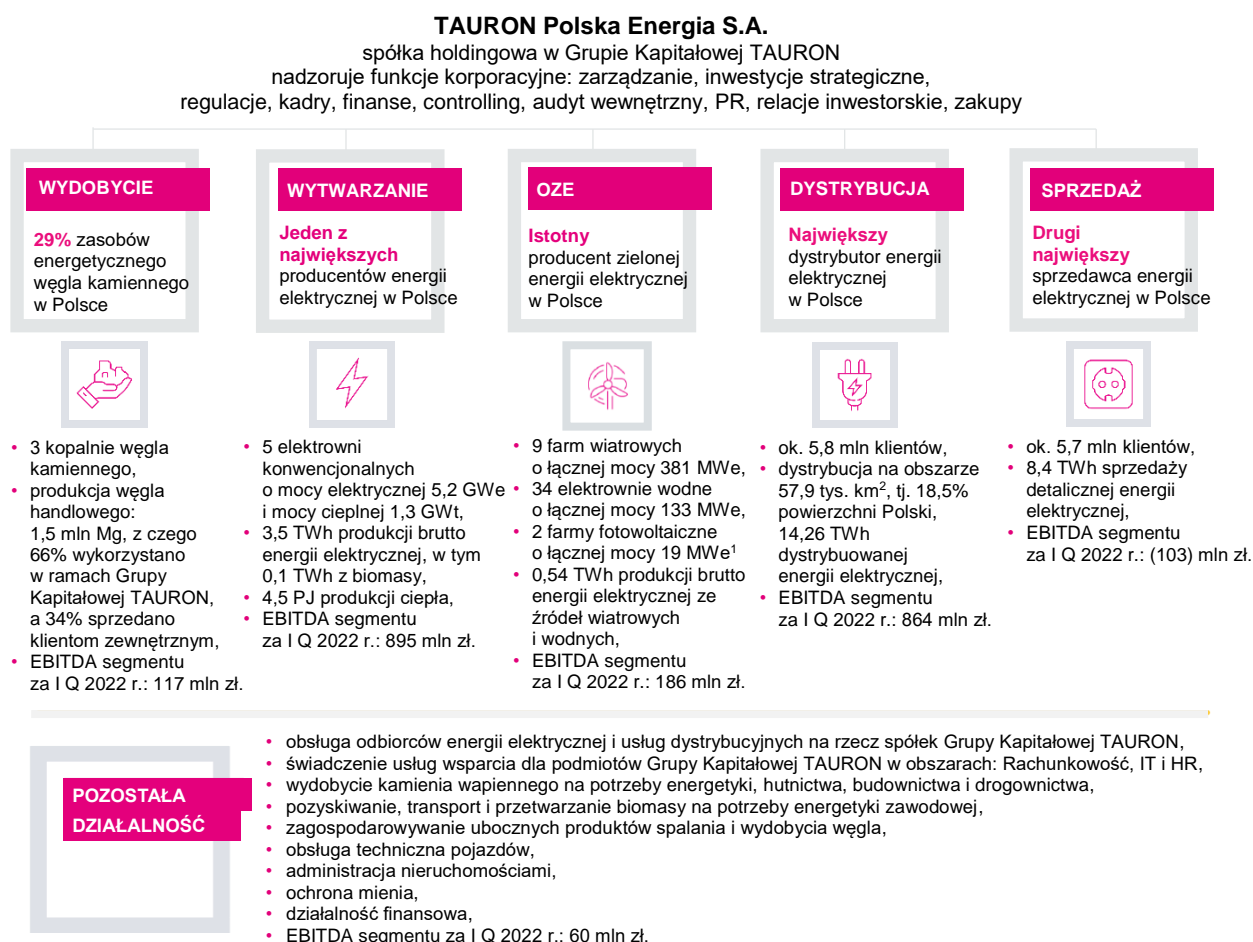 TAURON Polska Energia S.A.
spółka holdingowa w Grupie Kapitałowej TAURON
nadzoruje funkcje korporacyjne: zarządzanie, inwestycje strategiczne,
regulacje, kadry, finanse, controlling, audyt wewnętrzny, PR, relacje inwestorskie, zakupy
WYDOBYCIE
29% zasobów
energetycznego
węgla kamiennego
w Polsce
• 3 kopalnie węgla
kamiennego,
• produkcja węgla
handlowego:
1,5 mln Mg, z czego
66% wykorzystano
w ramach Grupy
Kapitałowej TAURON,
a 34% sprzedano
klientom zewnętrznym,
• EBITDA segmentu
za I Q 2022 r.: 117 mln zł.
WYTWARZANIE
Jeden z
największych
producentów energii
elektrycznej w Polsce
• 5 elektrowni
konwencjonalnych
o mocy elektrycznej 5,2 GWe
i mocy cieplnej 1,3 GWt,
• 3,5 TWh produkcji brutto
energii elektrycznej, w tym
0,1 TWh z biomasy,
• 4,5 PJ produkcji ciepła,
• EBITDA segmentu
za I Q 2022 r.: 895 mln zł.
OZE
Istotny
producent zielonej
energii elektrycznej
w Polsce
• 9 farm wiatrowych
o łącznej mocy 381 MWe,
• 34 elektrownie wodne
o łącznej mocy 133 MWe,
• 2 farmy fotowoltaiczne
o łącznej mocy 19 MWe¹
• 0,54 TWh produkcji brutto
energii elektrycznej ze
źródeł wiatrowych
i wodnych,
• EBITDA segmentu
za I Q 2022 r.: 186 mln zł.
DYSTRYBUCJA
Największy
dystrybutor energii
elektrycznej
w Polsce
• ok. 5,8 mln klientów,
• dystrybucja na obszarze
57,9 tys. km², tj. 18,5%
powierzchni Polski,
14,26 TWh
dystrybuowanej
energii elektrycznej,
• EBITDA segmentu
za I Q 2022 r.: 864 mln zł.
SPRZEDAŻ
Drugi
największy
sprzedawca energii
elektrycznej w Polsce
• ok. 5,7 mln klientów,
• 8,4 TWh sprzedaży
detalicznej energii
elektrycznej,
• EBITDA segmentu
za I Q 2022 r.: (103) mln zł.
POZOSTAŁA
DZIAŁALNOŚĆ
• obsługa odbiorców energii elektrycznej i usług dystrybucyjnych na rzecz spółek Grupy Kapitałowej TAURON,
• świadczenie usług wsparcia dla podmiotów Grupy Kapitałowej TAURON w obszarach: Rachunkowość, IT i HR,
• wydobycie kamienia wapiennego na potrzeby energetyki, hutnictwa, budownictwa i drogownictwa,
• pozyskiwanie, transport i przetwarzanie biomasy na potrzeby energetyki zawodowej,
• zagospodarowywanie ubocznych produktów spalania i wydobycia węgla,
• obsługa techniczna pojazdów,
• administracja nieruchomościami,
• ochrona mienia,
• działalność finansowa,
• EBITDA segmentu za I Q 2022 r.: 60 mln zł.